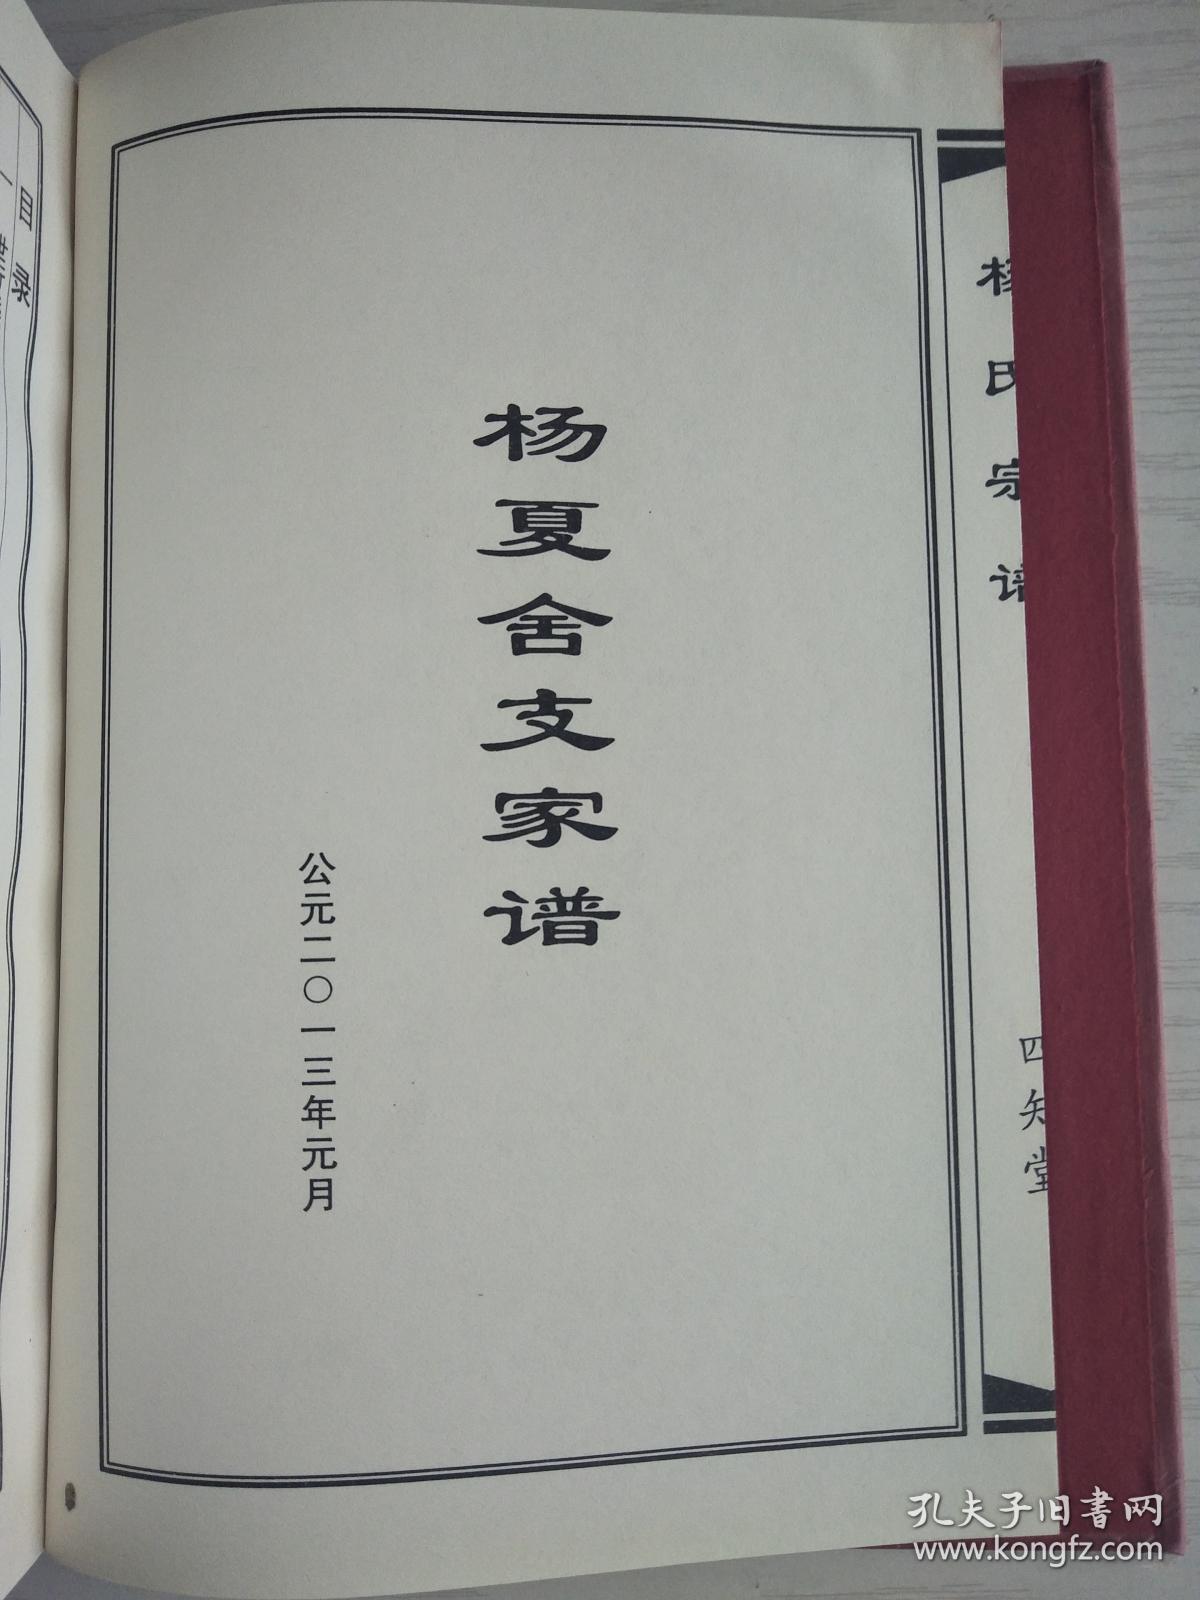 杨氏宗谱
四知堂
杨夏舍支家谱
公元二〇一三年元月
目录
一
孔夫子旧书网
www.kongfz.com